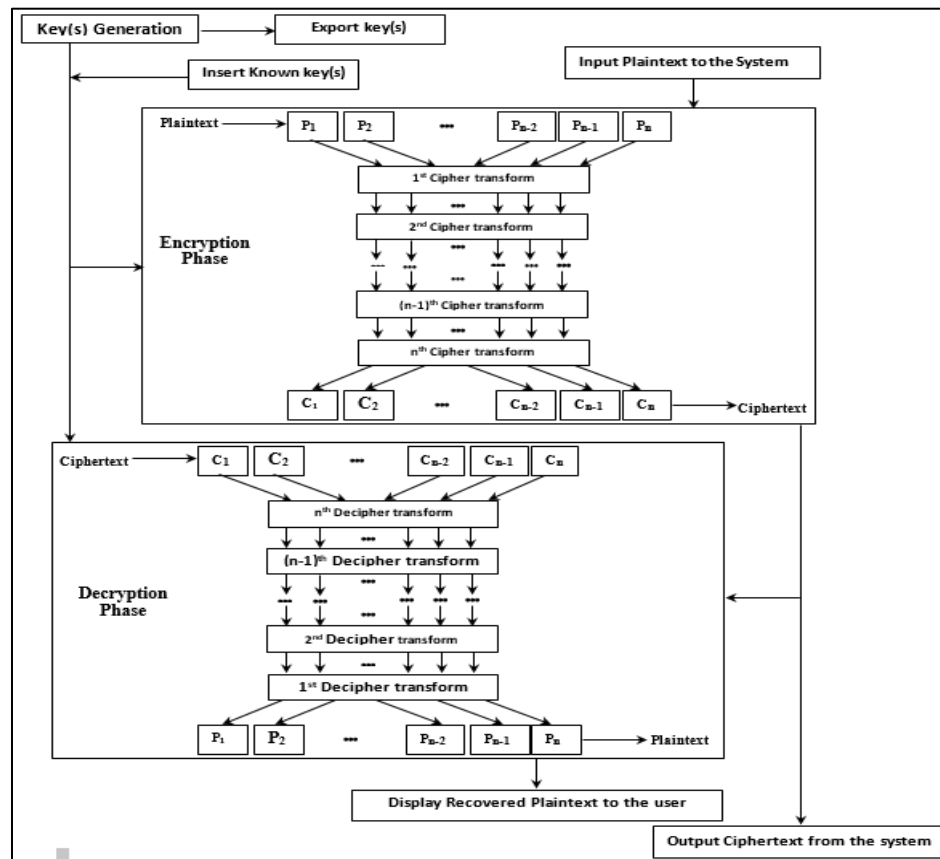 Key(s) Generation
Export key(s)
Insert Known key(s)
Input Plaintext to the System
Plaintext
P₁ P₂ ••• Pₙ₋₂ Pₙ₋₁ Pₙ
1ˢᵗ Cipher transform
•••
2ⁿᵈ Cipher transform
•••
Encryption
Phase
••• ••• ••• ••• •••
•••
(n-1)ᵗʰ Cipher transform
•••
nᵗʰ Cipher transform
C₁ C₂ ••• Cₙ₋₂ Cₙ₋₁ Cₙ
Ciphertext
Ciphertext
C₁ C₂ ••• Cₙ₋₂ Cₙ₋₁ Cₙ
nᵗʰ Decipher transform
•••
(n-1)ᵗʰ Decipher transform
•••
Decryption
Phase
••• ••• ••• ••• •••
•••
2ⁿᵈ Decipher transform
•••
1ˢᵗ Decipher transform
P₁ P₂ ••• Pₙ₋₂ Pₙ₋₁ Pₙ
Plaintext
Display Recovered Plaintext to the user
Output Ciphertext from the system